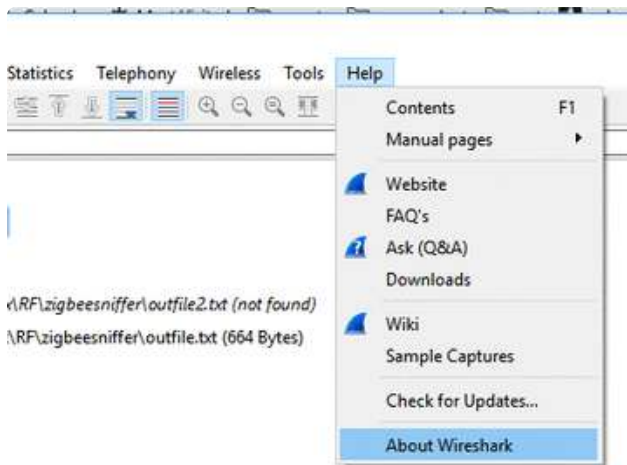 Statistics Telephony Wireless Tools Help
Contents F1
Manual pages
Website
FAQ's
Ask (Q&A)
Downloads
\RF\zigbeesniffer\outfile2.txt (not found)
:\RF\zigbeesniffer\outfile.txt (664 Bytes)
Wiki
Sample Captures
Check for Updates...
About Wireshark